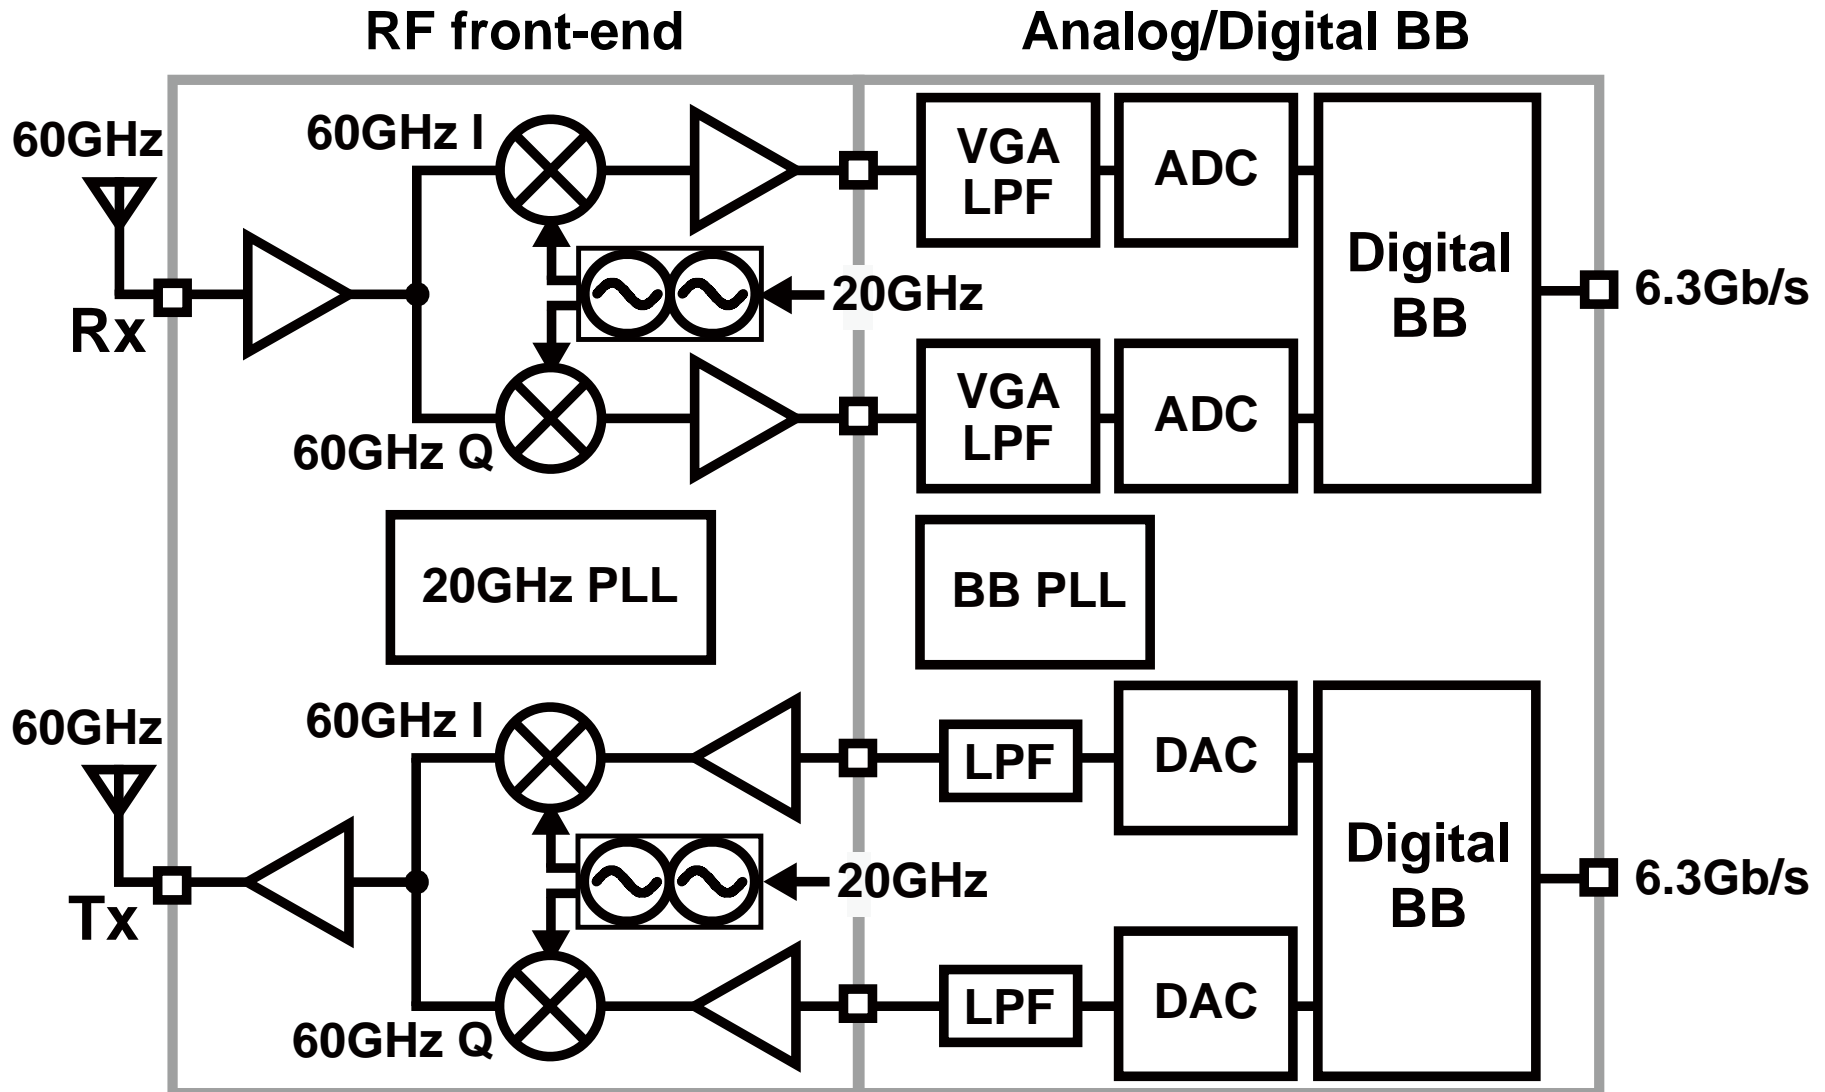 RF front-end
Analog/Digital BB
60GHz
60GHz I
VGA
LPF
ADC
Digital
BB
20GHz
6.3Gb/s
Rx
60GHz Q
VGA
LPF
ADC
20GHz PLL
BB PLL
60GHz
60GHz I
LPF
DAC
Digital
BB
20GHz
6.3Gb/s
Tx
60GHz Q
LPF
DAC